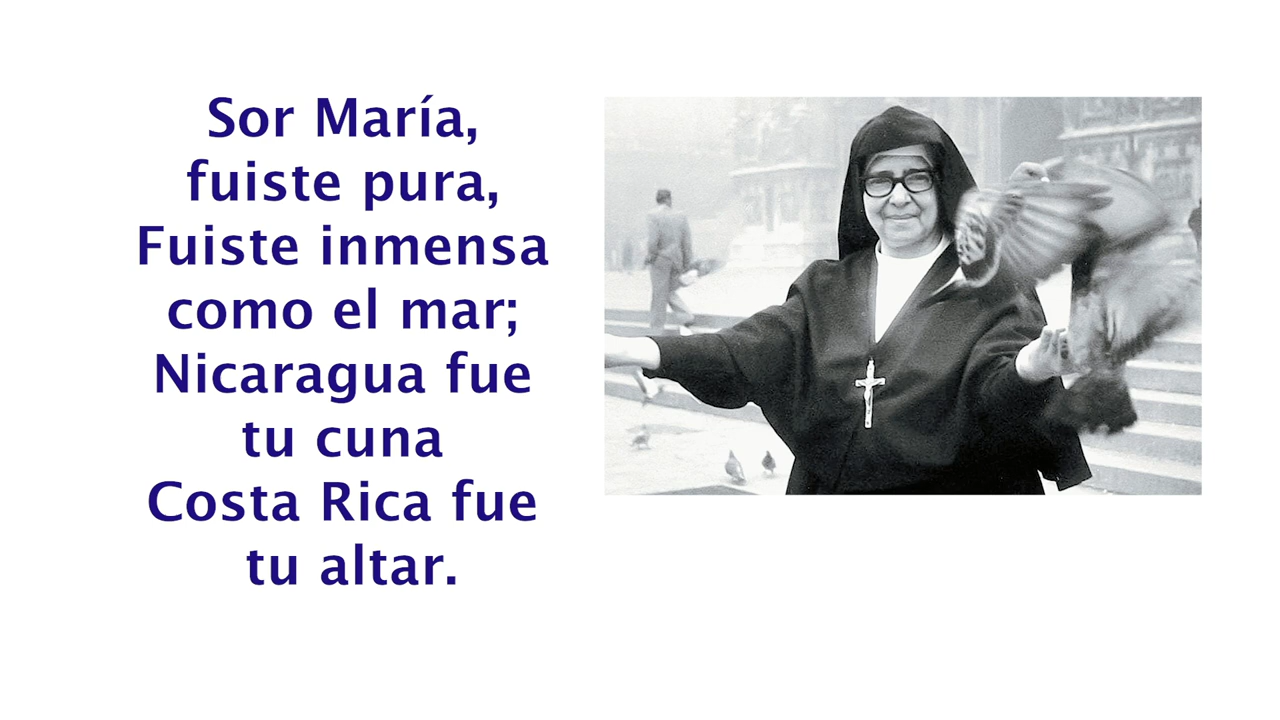 Sor María,
fuiste pura,
Fuiste inmensa
como el mar;
Nicaragua fue
tu cuna
Costa Rica fue
tu altar.